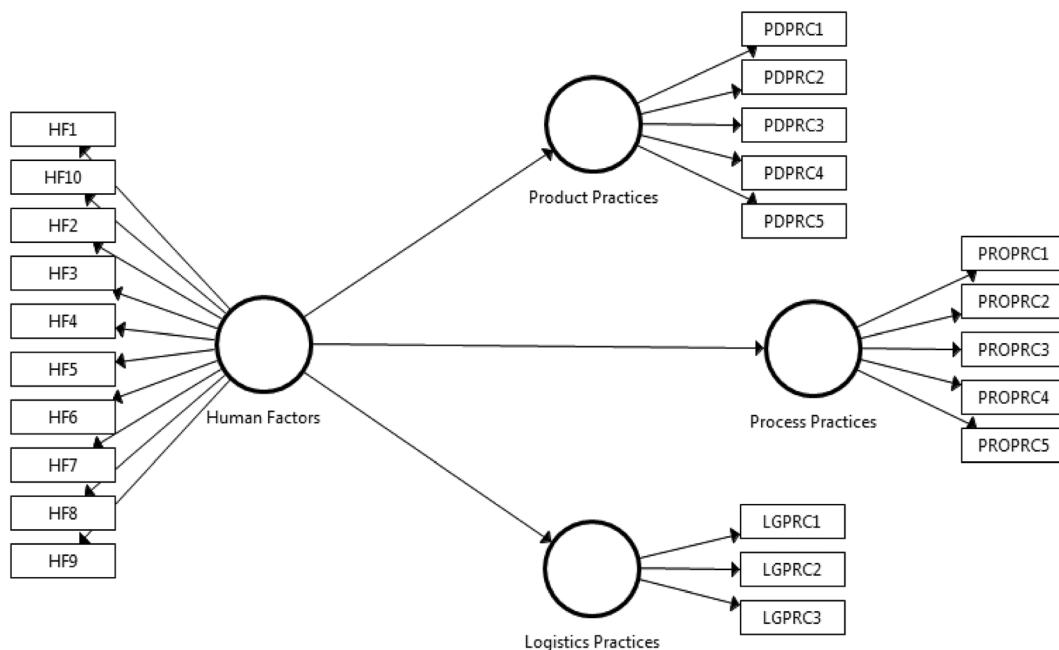 HF1
HF10
HF2
HF3
HF4
HF5
HF6
HF7
HF8
HF9
Human Factors
PDPRC1
PDPRC2
PDPRC3
PDPRC4
PDPRC5
Product Practices
PROPRC1
PROPRC2
PROPRC3
PROPRC4
PROPRC5
Process Practices
LGPRC1
LGPRC2
LGPRC3
Logistics Practices